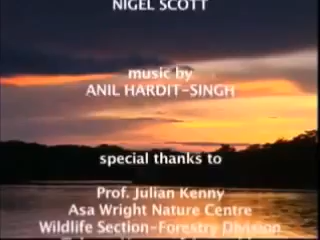 NIGEL SCOTT
music by
ANIL HARDIT-SINGH
special thanks to
Prof. Julian Kenny
Asa Wright Nature Centre
Wildlife Section-Forestry Division